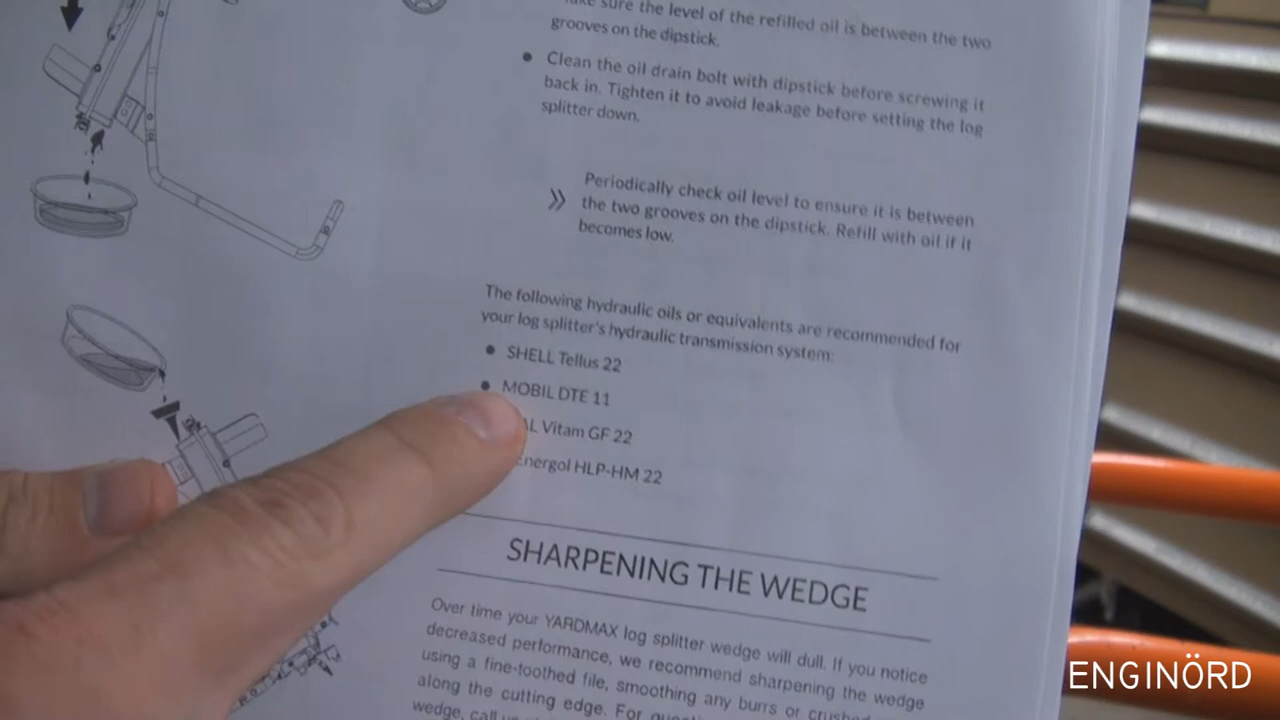 sure the level of the refilled oil is between the two
grooves on the dipstick.
• Clean the oil drain bolt with dipstick before screwing it
back in. Tighten it to avoid leakage before setting the log
splitter down.
» Periodically check oil level to ensure it is between
the two grooves on the dipstick. Refill with oil if it
becomes low.
The following hydraulic oils or equivalents are recommended for
your log splitter's hydraulic transmission system:
• SHELL Tellus 22
• MOBIL DTE 11
Vitam GF 22
Energol HLP-HM 22
SHARPENING THE WEDGE
Over time your YARDMAX log splitter wedge will dull. If you notice
decreased performance, we recommend sharpening the wedge
using a fine-toothed file, smoothing any burrs or
along the cutting edge. For
wedge, call
ENGINÖRD